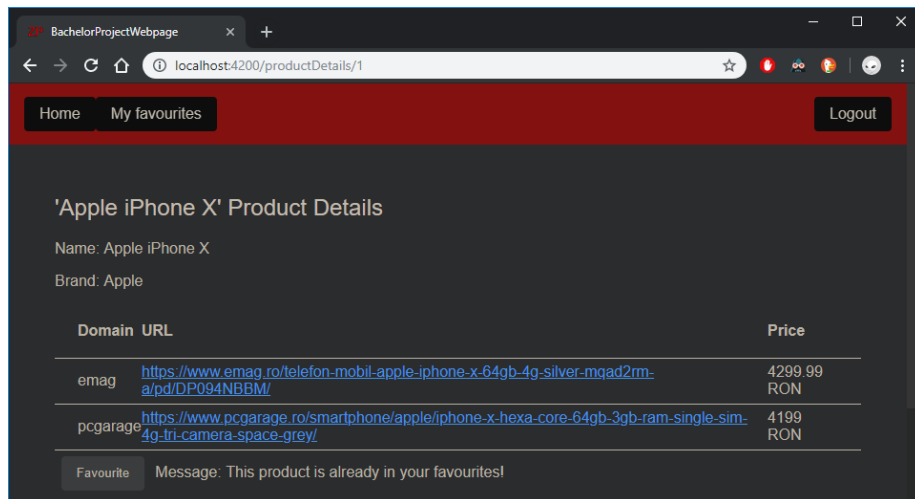 BachelorProjectWebpage
localhost:4200/productDetails/1
Home My favourites Logout
'Apple iPhone X' Product Details
Name: Apple iPhone X
Brand: Apple
Domain URL Price
emag https://www.emag.ro/telefon-mobil-apple-iphone-x-64gb-4g-silver-mqad2rm- 4299.99
a/pd/DP094NBBM/ RON
pcgarage https://www.pcgarage.ro/smartphone/apple/iphone-x-hexa-core-64gb-3gb-ram-single-sim- 4199
4g-tri-camera-space-grey/ RON
Favourite Message: This product is already in your favourites!